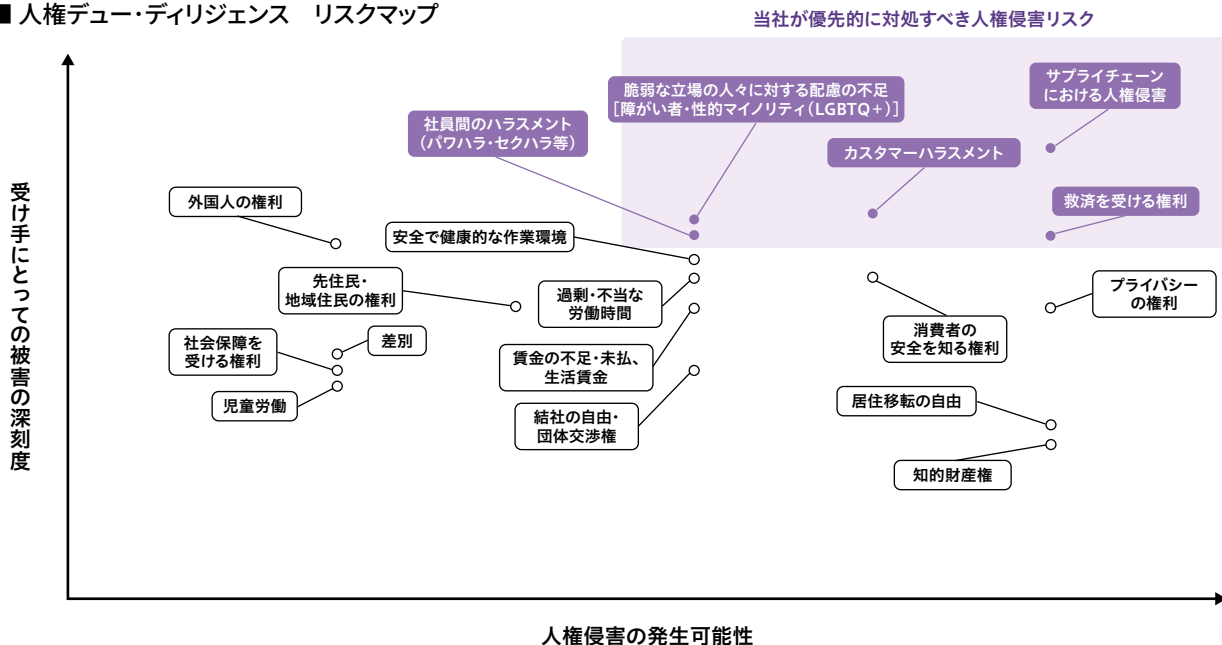 ■ 人権デュー・ディリジェンス　リスクマップ
当社が優先的に対処すべき人権侵害リスク
サプライチェーン
における人権侵害
脆弱な立場の人々に対する配慮の不足
［障がい者・性的マイノリティ（LGBTQ＋）］
社員間のハラスメント
（パワハラ・セクハラ等）
カスタマーハラスメント
救済を受ける権利
外国人の権利
安全で健康的な作業環境
先住民・
地域住民の権利
過剰・不当な
労働時間
プライバシー
の権利
消費者の
安全を知る権利
社会保障を
受ける権利
差別
賃金の不足・未払、
生活賃金
児童労働
結社の自由・
団体交渉権
居住移転の自由
知的財産権
受け手にとっての被害の深刻度
人権侵害の発生可能性